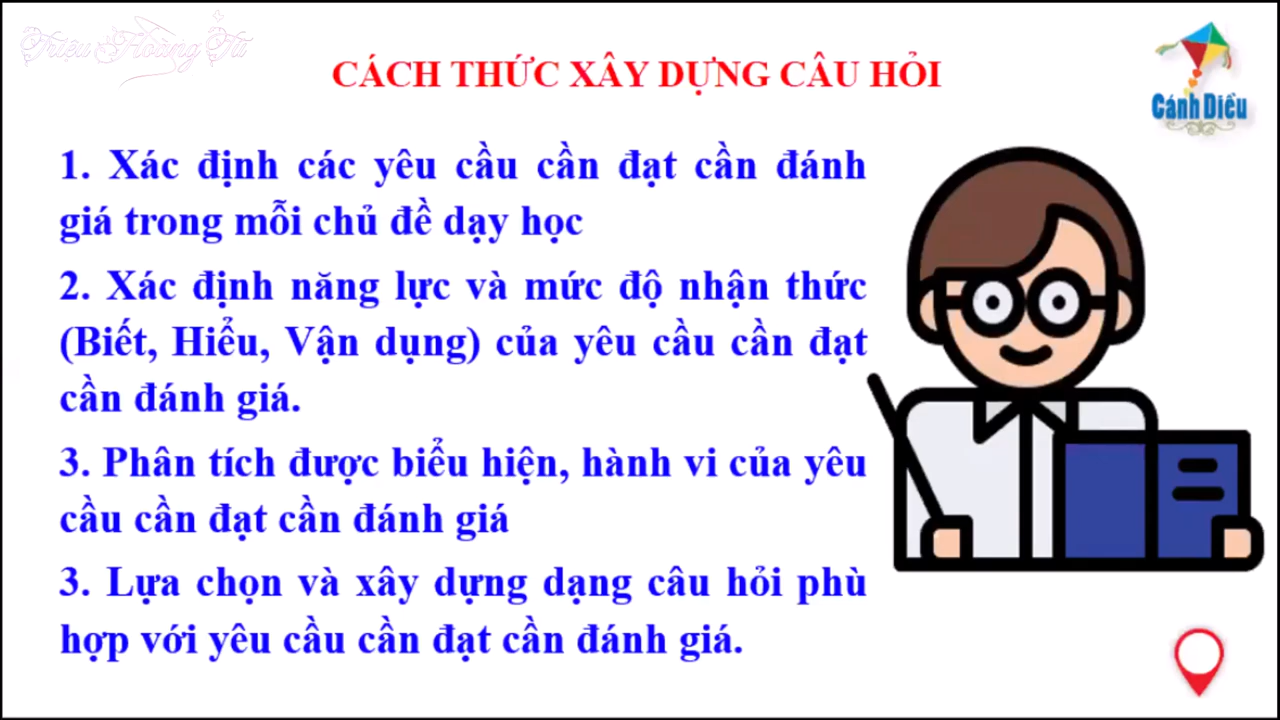 Triệu Hoàng Tú
CÁCH THỨC XÂY DỰNG CÂU HỎI
Cánh Diều
1. Xác định các yêu cầu cần đạt cần đánh
giá trong mỗi chủ đề dạy học
2. Xác định năng lực và mức độ nhận thức
(Biết, Hiểu, Vận dụng) của yêu cầu cần đạt
cần đánh giá.
3. Phân tích được biểu hiện, hành vi của yêu
cầu cần đạt cần đánh giá
3. Lựa chọn và xây dựng dạng câu hỏi phù
hợp với yêu cầu cần đạt cần đánh giá.